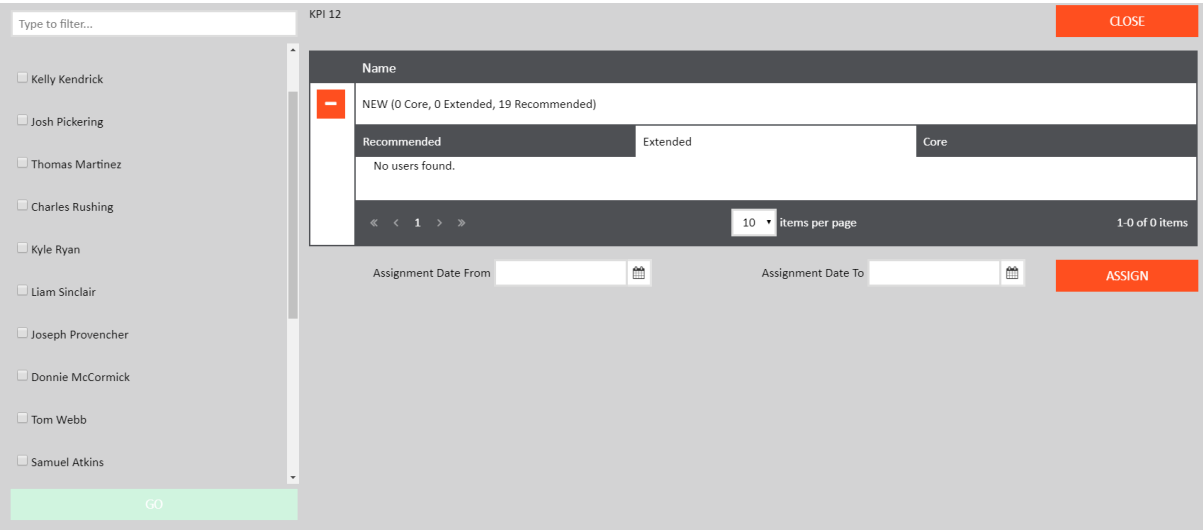 Type to filter...
Kelly Kendrick
Josh Pickering
Thomas Martinez
Charles Rushing
Kyle Ryan
Liam Sinclair
Joseph Provencher
Donnie McCormick
Tom Webb
Samuel Atkins
GO
KPI 12
CLOSE
Name
NEW (0 Core, 0 Extended, 19 Recommended)
Recommended Extended Core
No users found.
« < 1 > » 10 items per page 1-0 of 0 items
Assignment Date From Assignment Date To ASSIGN